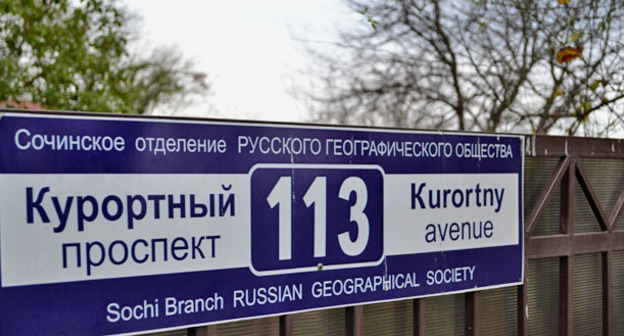 Сочинское отделение РУССКОГО ГЕОГРАФИЧЕСКОГО ОБЩЕСТВА
Курортный
проспект
113
Kurortny
avenue
Sochi Branch RUSSIAN GEOGRAPHICAL SOCIETY